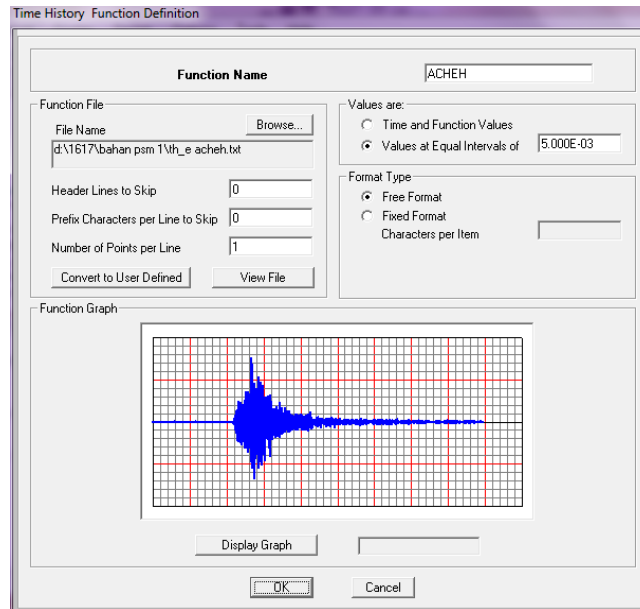 Time History Function Definition
Function Name
ACHEH
Function File
File Name
Browse...
d:\1617\bahan psm 1\th_e acheh.txt
Header Lines to Skip
0
Prefix Characters per Line to Skip
0
Number of Points per Line
1
Convert to User Defined
View File
Values are:
Time and Function Values
Values at Equal Intervals of
5.000E-03
Format Type
Free Format
Fixed Format
Characters per Item
Function Graph
Display Graph
OK
Cancel